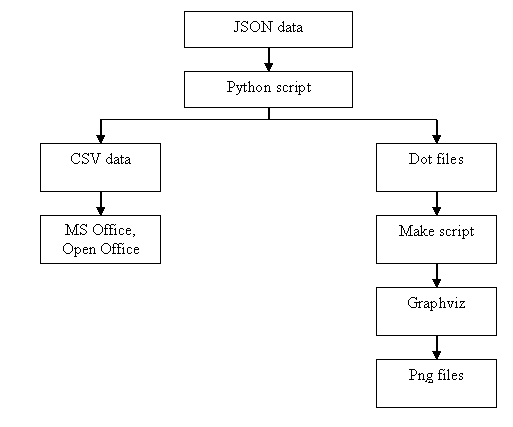 JSON data
Python script
CSV data
Dot files
MS Office,
Open Office
Make script
Graphviz
Png files